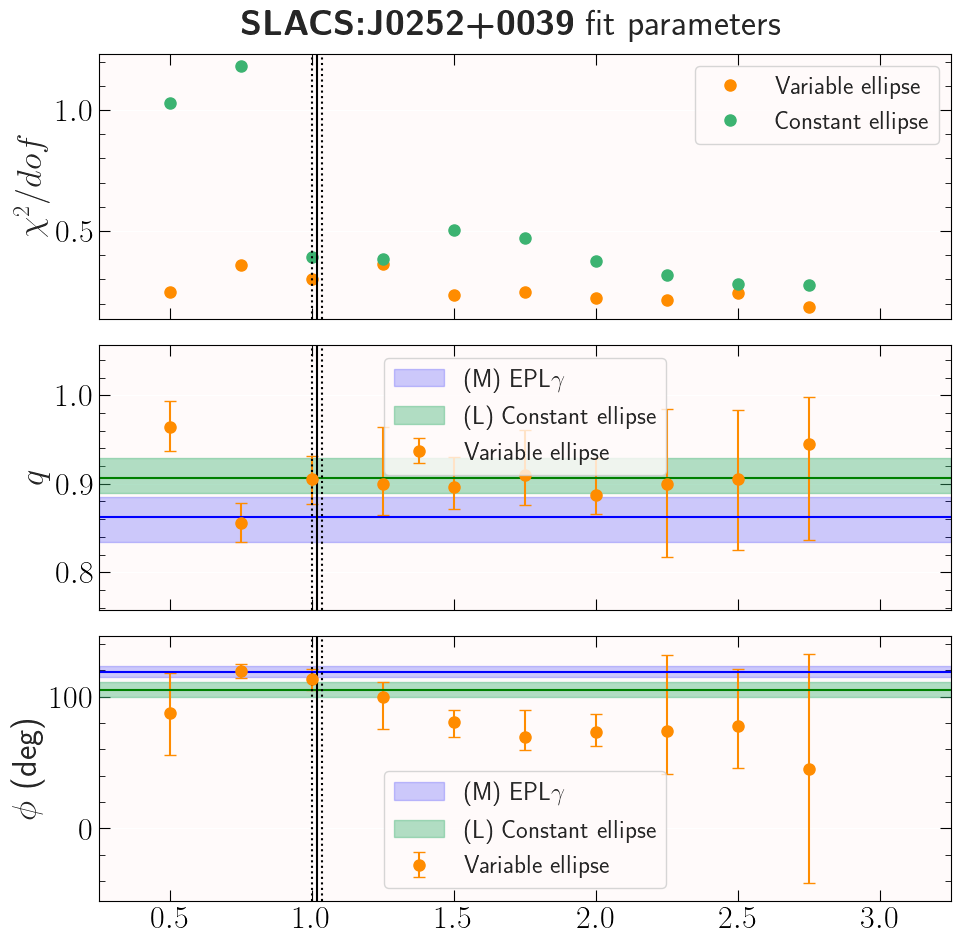 SLACS:J0252+0039 fit parameters
χ²/dof
1.0
0.5
Variable ellipse
Constant ellipse
q
1.0
0.9
0.8
(M) EPLγ
(L) Constant ellipse
Variable ellipse
ϕ (deg)
100
0
(M) EPLγ
(L) Constant ellipse
Variable ellipse
0.5 1.0 1.5 2.0 2.5 3.0